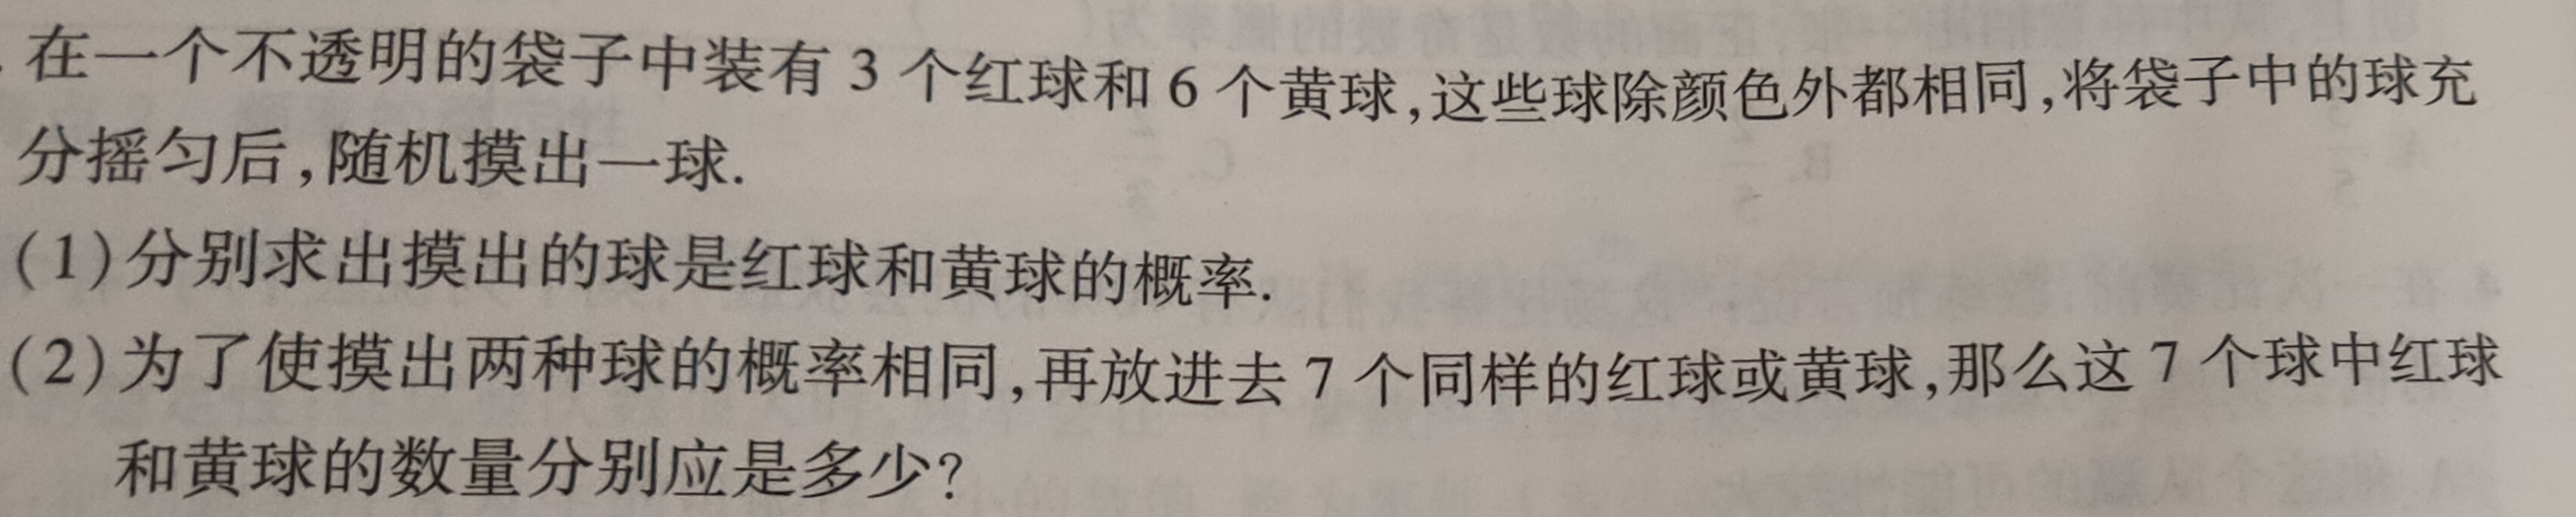 在一个不透明的袋子中装有 3 个红球和 6 个黄球,这些球除颜色外都相同,将袋子中的球充
分摇匀后,随机摸出一球.
(1)分别求出摸出的球是红球和黄球的概率.
(2)为了使摸出两种球的概率相同,再放进去 7 个同样的红球或黄球,那么这 7 个球中红球
和黄球的数量分别应是多少?